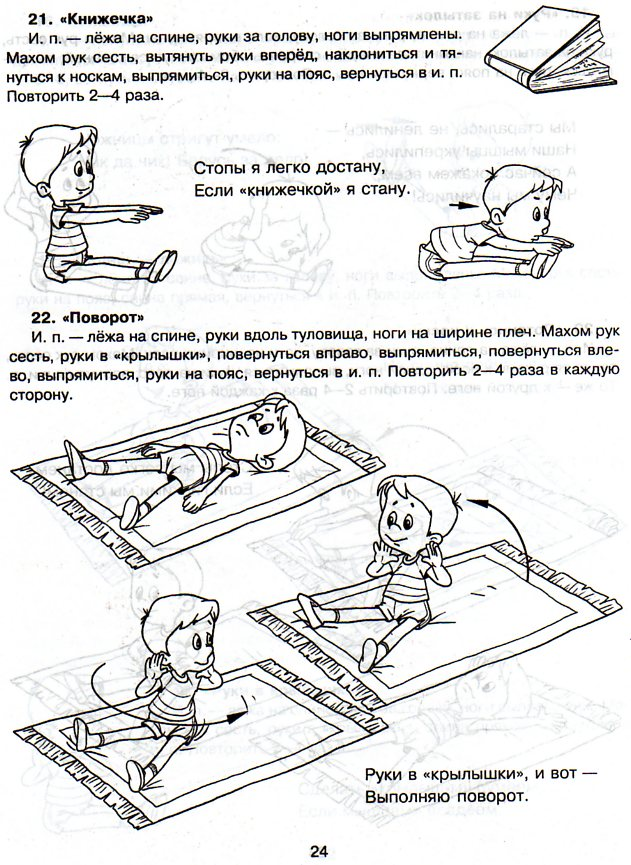 21. «Книжечка»
И. п. — лёжа на спине, руки за голову, ноги выпрямлены.
Махом рук сесть, вытянуть руки вперёд, наклониться и тя-
нуться к носкам, выпрямиться, руки на пояс, вернуться в и. п.
Повторить 2—4 раза.
Стопы я легко достану,
Если «книжечкой» я стану.
22. «Поворот»
И. п. — лёжа на спине, руки вдоль туловища, ноги на ширине плеч. Махом рук
сесть, руки в «крылышки», повернуться вправо, выпрямиться, повернуться вле-
во, выпрямиться, руки на пояс, вернуться в и. п. Повторить 2—4 раза в каждую
сторону.
Руки в «крылышки», и вот —
Выполняю поворот.
24